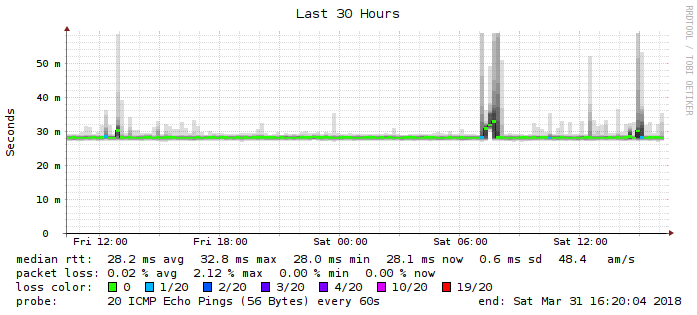 Last 30 Hours
RRDTOOL / TOBI OETIKER
Seconds
50 m
40 m
30 m
20 m
10 m
0
Fri 12:00 Fri 18:00 Sat 00:00 Sat 06:00 Sat 12:00
median rtt: 28.2 ms avg 32.8 ms max 28.0 ms min 28.1 ms now 0.6 ms sd 48.4 am/s
packet loss: 0.02 % avg 2.12 % max 0.00 % min 0.00 % now
loss color: 0 1/20 2/20 3/20 4/20 10/20 19/20
probe: 20 ICMP Echo Pings (56 Bytes) every 60s end: Sat Mar 31 16:20:04 2018